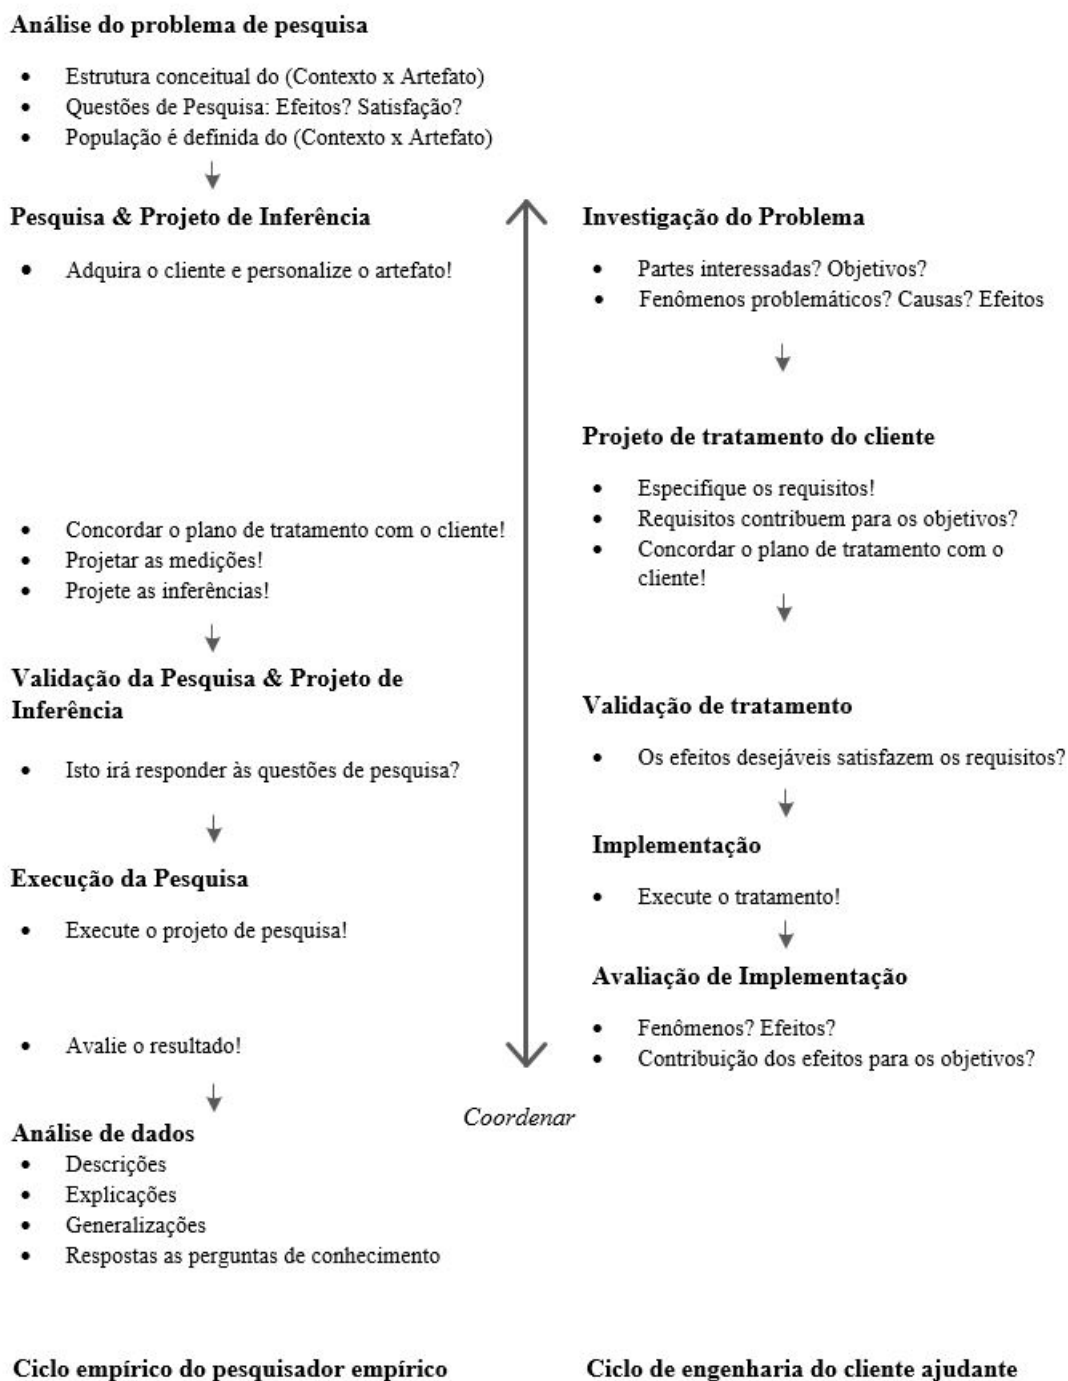 Análise do problema de pesquisa
• Estrutura conceitual do (Contexto x Artefato)
• Questões de Pesquisa: Efeitos? Satisfação?
• População é definida do (Contexto x Artefato)
Pesquisa & Projeto de Inferência
• Adquira o cliente e personalize o artefato!
• Concordar o plano de tratamento com o cliente!
• Projetar as medições!
• Projete as inferências!
Validação da Pesquisa & Projeto de
Inferência
• Isto irá responder às questões de pesquisa?
Execução da Pesquisa
• Execute o projeto de pesquisa!
• Avalie o resultado!
Análise de dados
• Descrições
• Explicações
• Generalizações
• Respostas as perguntas de conhecimento
Ciclo empírico do pesquisador empírico
Coordenar
Investigação do Problema
• Partes interessadas? Objetivos?
• Fenômenos problemáticos? Causas? Efeitos
Projeto de tratamento do cliente
• Especifique os requisitos!
• Requisitos contribuem para os objetivos?
• Concordar o plano de tratamento com o
cliente!
Validação de tratamento
• Os efeitos desejáveis satisfazem os requisitos?
Implementação
• Execute o tratamento!
Avaliação de Implementação
• Fenômenos? Efeitos?
• Contribuição dos efeitos para os objetivos?
Ciclo de engenharia do cliente ajudante